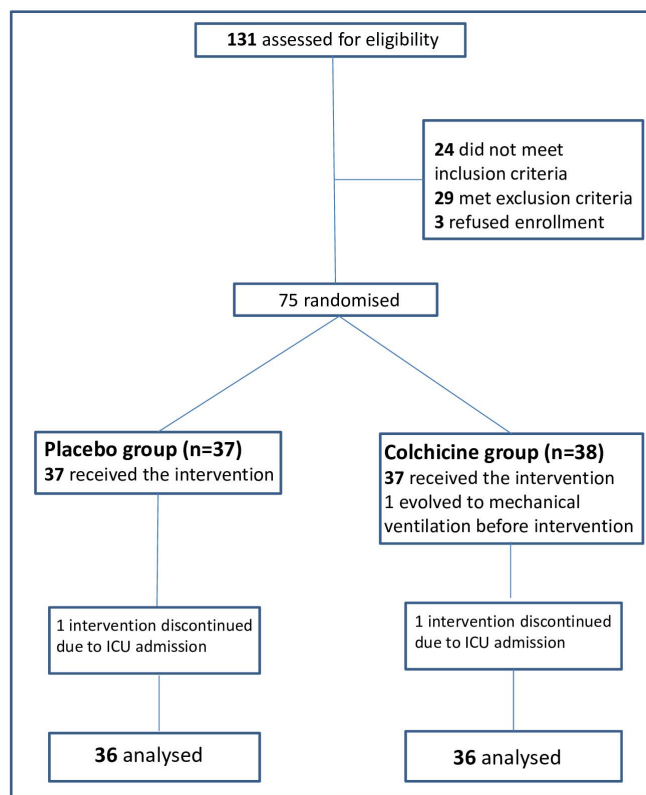 131 assessed for eligibility
24 did not meet
inclusion criteria
29 met exclusion criteria
3 refused enrollment
75 randomised
Placebo group (n=37)
37 received the intervention
Colchicine group (n=38)
37 received the intervention
1 evolved to mechanical
ventilation before intervention
1 intervention discontinued
due to ICU admission
1 intervention discontinued
due to ICU admission
36 analysed
36 analysed